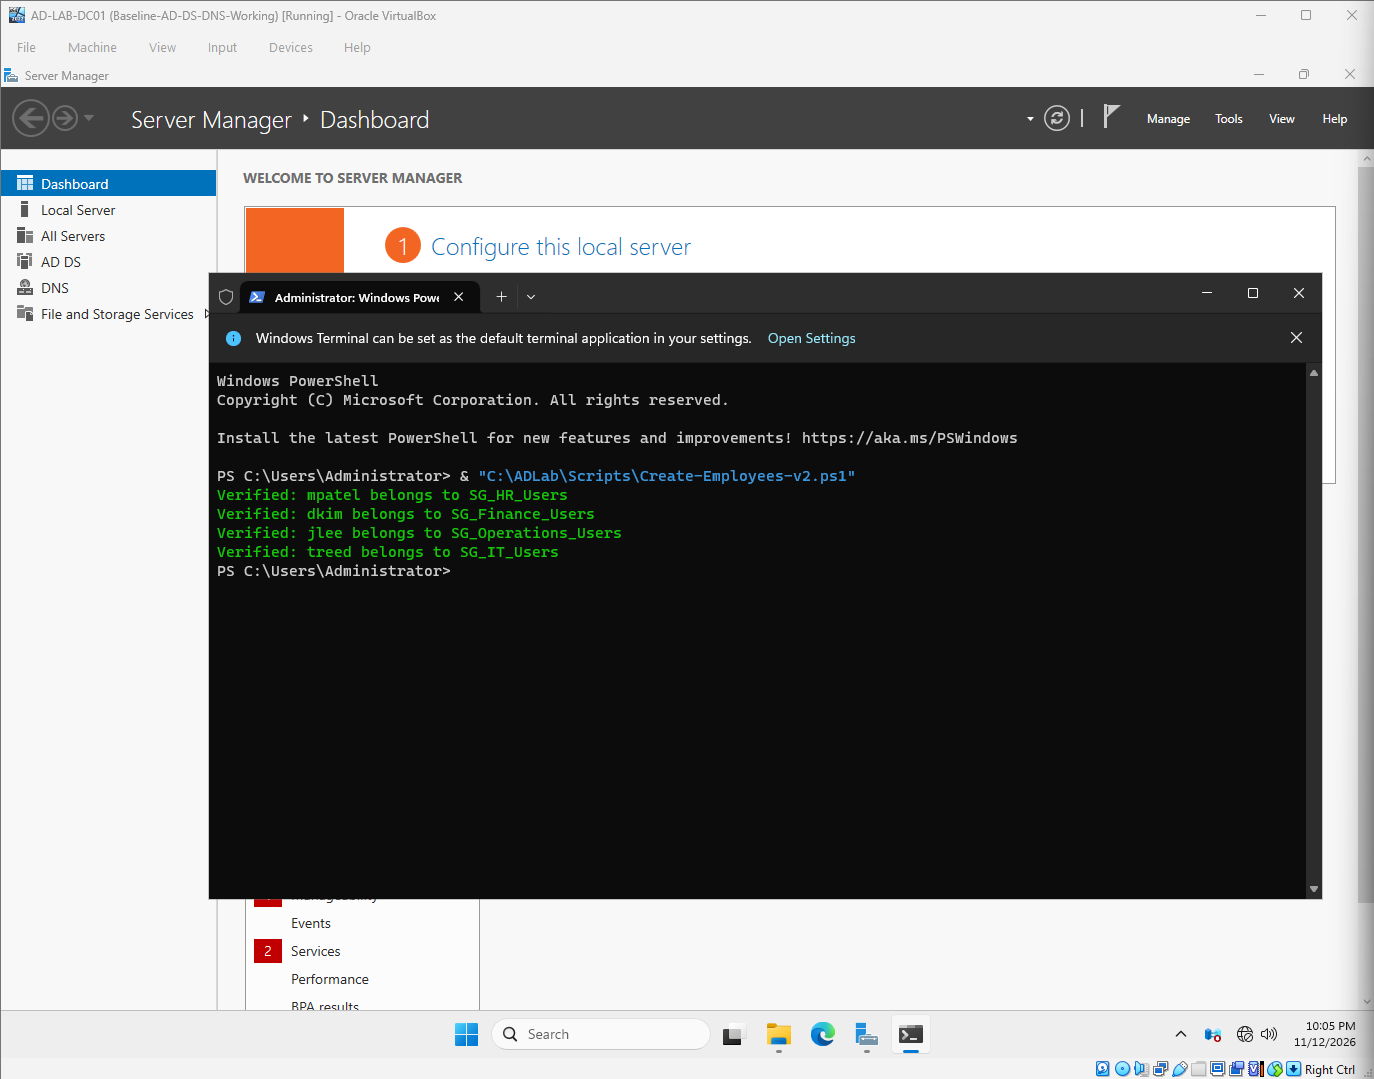 AD-LAB-DC01 (Baseline-AD-DS-DNS-Working) [Running] - Oracle VirtualBox
File Machine View Input Devices Help
Server Manager
Server Manager ‣ Dashboard
Manage Tools View Help
Dashboard
Local Server
All Servers
AD DS
DNS
File and Storage Services
WELCOME TO SERVER MANAGER
1 Configure this local server
Administrator: Windows Powe
Windows Terminal can be set as the default terminal application in your settings. Open Settings
Windows PowerShell
Copyright (C) Microsoft Corporation. All rights reserved.
Install the latest PowerShell for new features and improvements! https://aka.ms/PSWindows
PS C:\Users\Administrator> & "C:\ADLab\Scripts\Create-Employees-v2.ps1"
Verified: mpatel belongs to SG_HR_Users
Verified: dkim belongs to SG_Finance_Users
Verified: jlee belongs to SG_Operations_Users
Verified: treed belongs to SG_IT_Users
PS C:\Users\Administrator>
Manageability
Events
2 Services
Performance
BPA results
Search
10:05 PM
11/12/2026
Right Ctrl